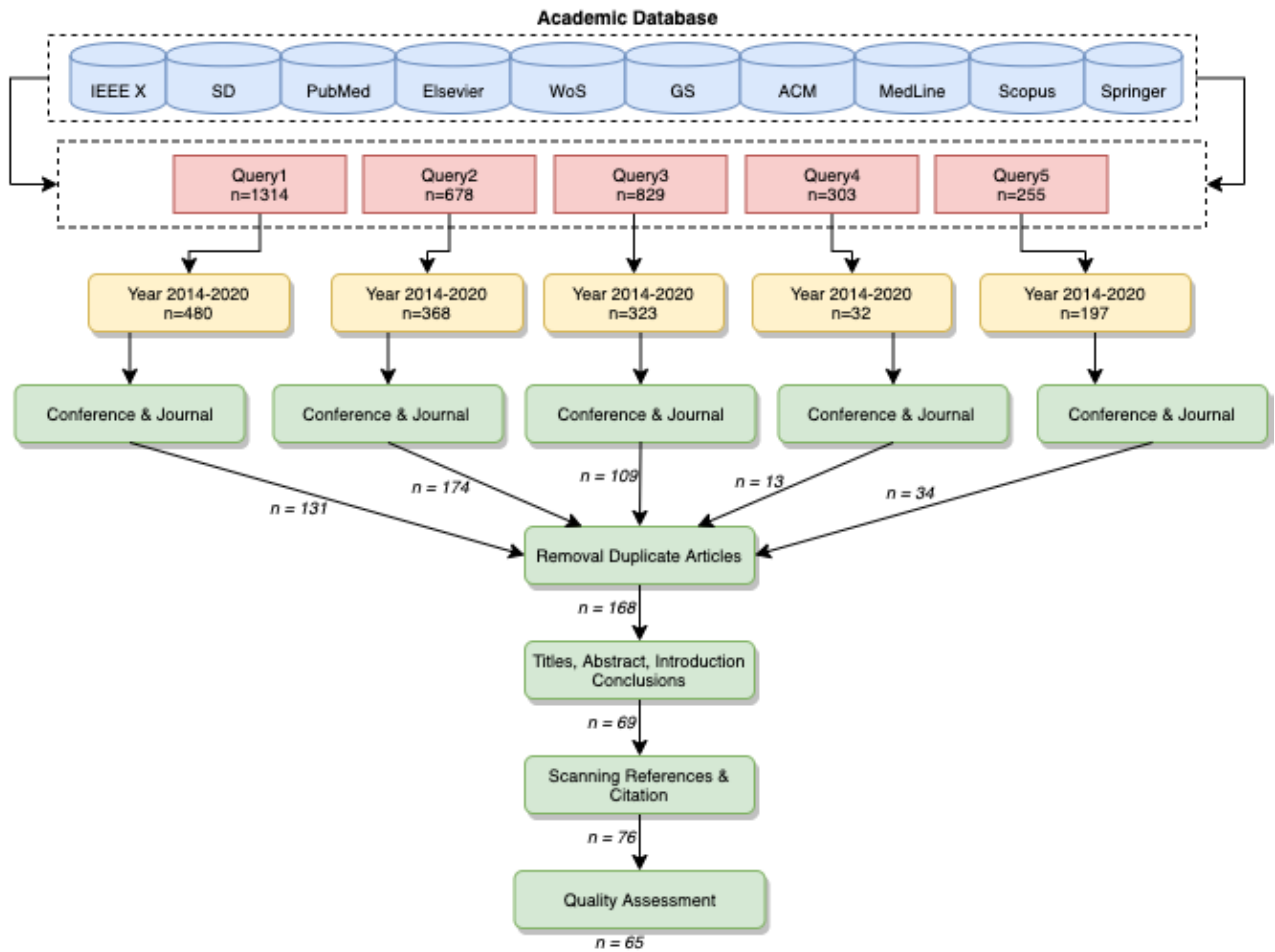 Academic Database
IEEE X
SD
PubMed
Elsevier
WoS
GS
ACM
MedLine
Scopus
Springer
Query1
n=1314
Query2
n=678
Query3
n=829
Query4
n=303
Query5
n=255
Year 2014-2020
n=480
Year 2014-2020
n=368
Year 2014-2020
n=323
Year 2014-2020
n=32
Year 2014-2020
n=197
Conference & Journal
Conference & Journal
Conference & Journal
Conference & Journal
Conference & Journal
n = 131
n = 174
n = 109
n = 13
n = 34
Removal Duplicate Articles
n = 168
Titles, Abstract, Introduction
Conclusions
n = 69
Scanning References &
Citation
n = 76
Quality Assessment
n = 65